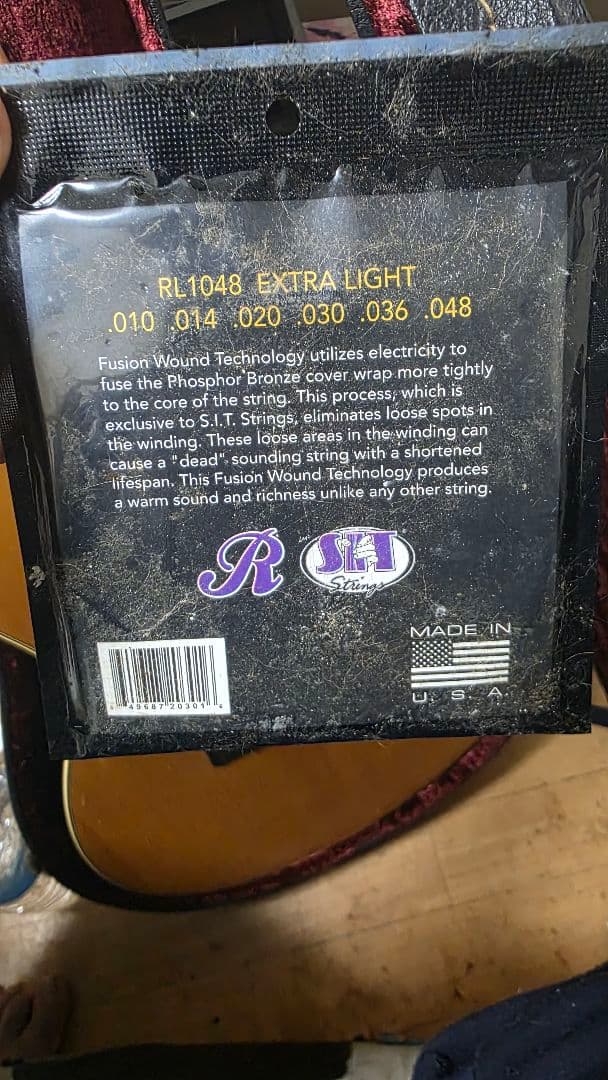 RL1048 EXTRA LIGHT
.010 .014 .020 .030 .036 .048
Fusion Wound Technology utilizes electricity to
fuse the Phosphor Bronze cover wrap more tightly
to the core of the string. This process, which is
exclusive to S.I.T. Strings, eliminates loose spots in
the winding. These loose areas in the winding can
cause a "dead" sounding string with a shortened
lifespan. This Fusion Wound Technology produces
a warm sound and richness unlike any other string.
R SIT
Strings
MADE IN
U. S. A.
49687 20301